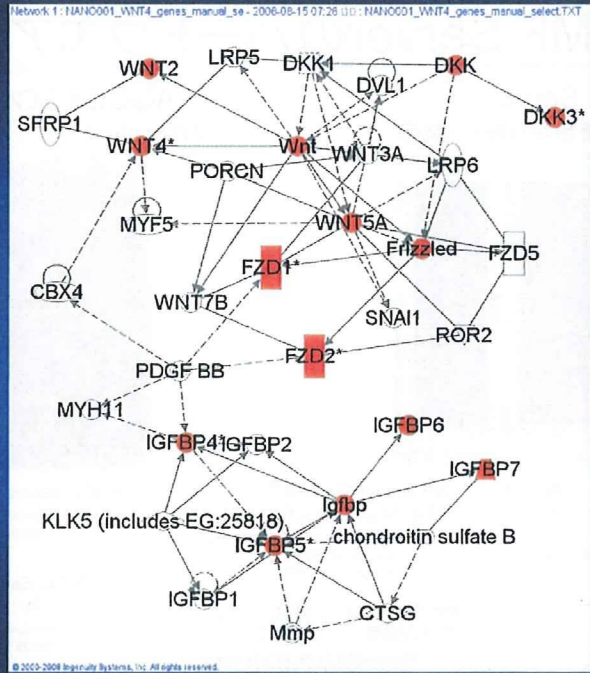 Network 1 : NANO001_WNT4_genes_manual_se - 2006-08-15 07:26 : NANO001_WNT4_genes_manual_select.TXT
LRP5
DKK1
DKK
WNT2
DVL1
SFRP1
DKK3*
WNT4*
Wnt
WNT3A
PORCN
LRP6
MYF5
WNT5A
Frizzled
FZD5
FZD1*
CBX4
WNT7B
SNAI1
ROR2
FZD2*
PDGF BB
MYH11
IGFBP6
IGFBP4*
IGFBP2
IGFBP7
Igfbp
KLK5 (includes EG:25818)
chondroitin sulfate B
IGFBP5*
IGFBP1
CTSG
Mmp
© 2000-2006 Ingenuity Systems, Inc. All rights reserved.